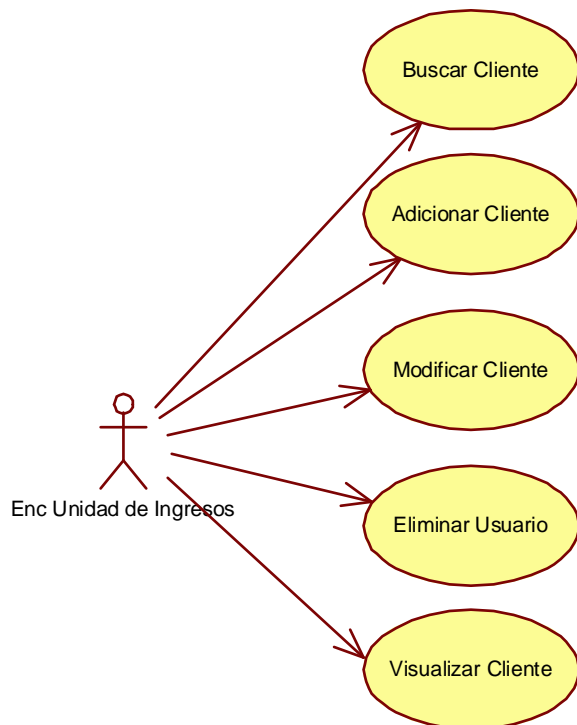 Buscar Cliente
Adicionar Cliente
Modificar Cliente
Enc Unidad de Ingresos
Eliminar Usuario
Visualizar Cliente